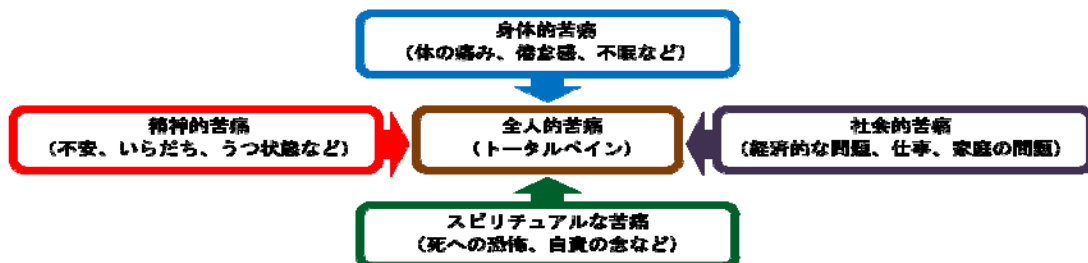 身体的苦痛
（体の痛み、倦怠感、不眠など）
精神的苦痛
（不安、いらだち、うつ状態など）
全人的苦痛
（トータルペイン）
社会的苦痛
（経済的な問題、仕事、家庭の問題）
スピリチュアルな苦痛
（死への恐怖、自責の念など）